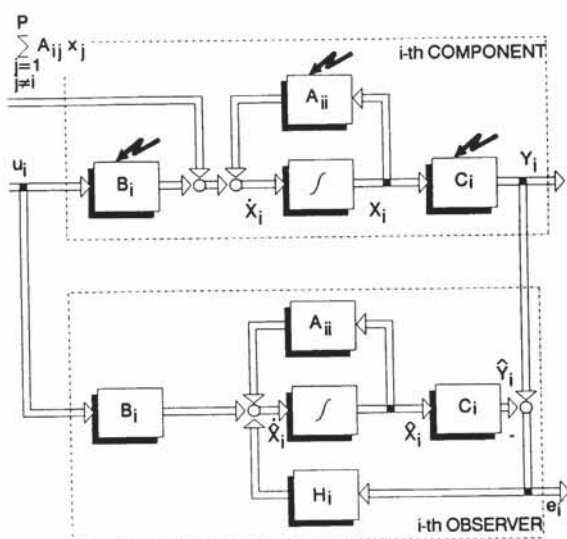 P
∑ A_ij x_j
j=1
j≠i
i-th COMPONENT
A_ii
u_i
B_i
Ẋ_i
∫
X_i
C_i
Y_i
A_ii
B_i
X̂̇_i
∫
X̂_i
C_i
Ŷ_i
-
H_i
e_i
i-th OBSERVER